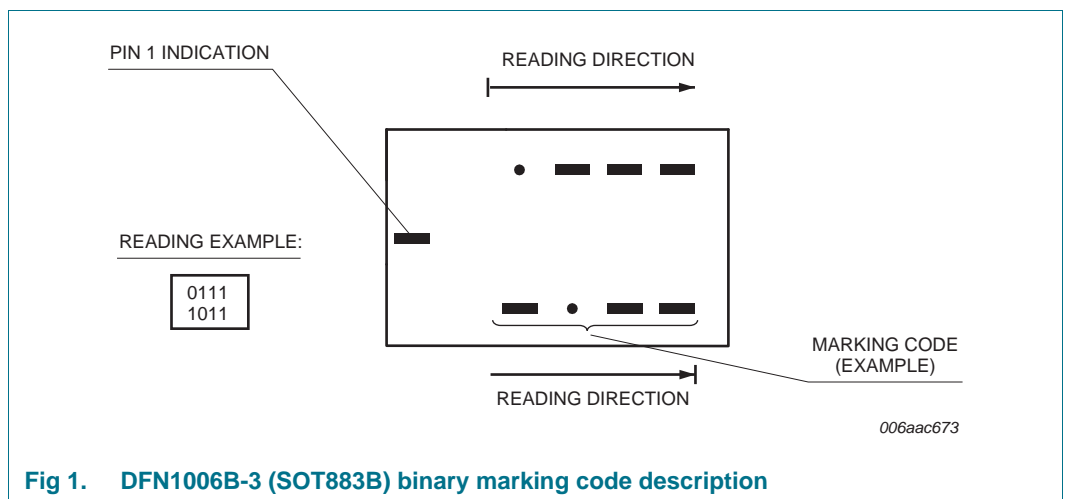 PIN 1 INDICATION
READING DIRECTION
READING EXAMPLE:
0111
1011
MARKING CODE
(EXAMPLE)
READING DIRECTION
006aac673
Fig 1. DFN1006B-3 (SOT883B) binary marking code description